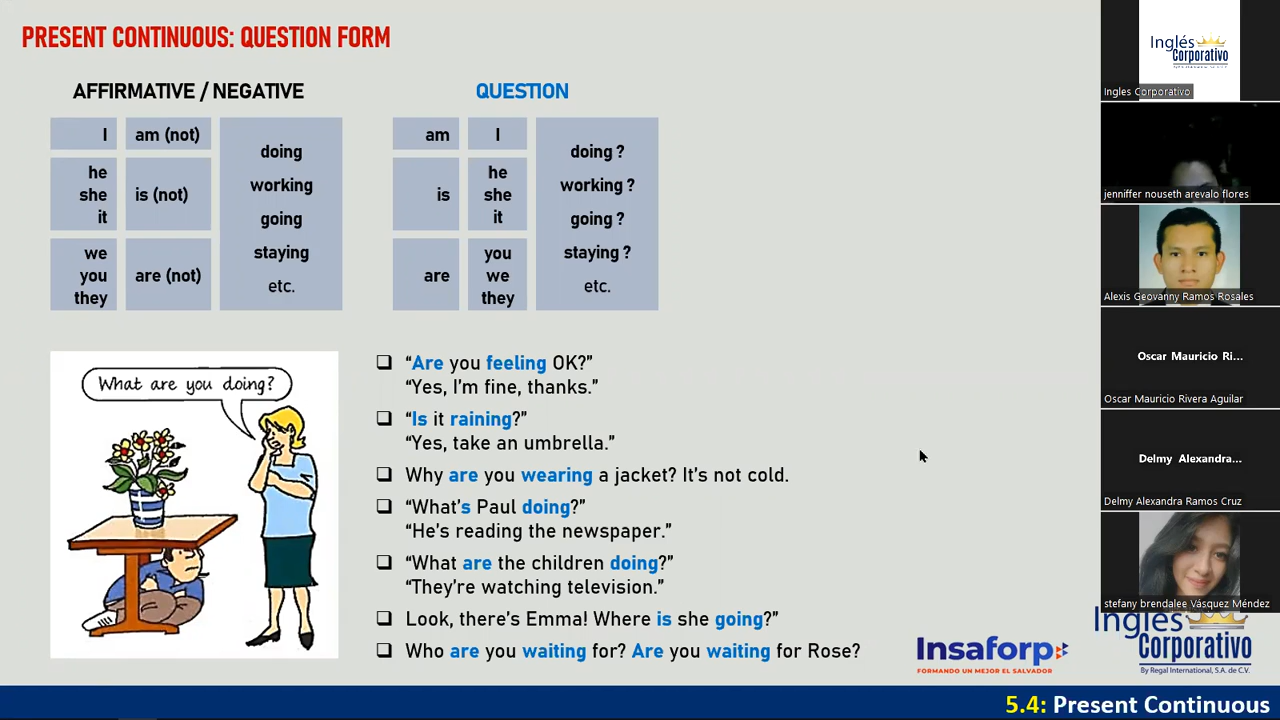 PRESENT CONTINUOUS: QUESTION FORM
AFFIRMATIVE / NEGATIVE
I
am (not)
he
she
it
is (not)
we
you
they
are (not)
doing
working
going
staying
etc.
QUESTION
am
I
is
he
she
it
are
you
we
they
doing ?
working ?
going ?
staying ?
etc.
What are you doing?
❑ “Are you feeling OK?”
“Yes, I’m fine, thanks.”
❑ “Is it raining?”
“Yes, take an umbrella.”
❑ Why are you wearing a jacket? It’s not cold.
❑ “What’s Paul doing?”
“He’s reading the newspaper.”
❑ “What are the children doing?”
“They’re watching television.”
❑ Look, there’s Emma! Where is she going?”
❑ Who are you waiting for? Are you waiting for Rose?
Insaforp
FORMANDO UN MEJOR EL SALVADOR
Inglés
Corporativo
By Regal International, S.A. de C.V.
5.4: Present Continuous
Inglés
Corporativo
Ingles Corporativo
jenniffer nouseth arevalo flores
Alexis Geovanny Ramos Rosales
Oscar Mauricio Ri...
Oscar Mauricio Rivera Aguilar
Delmy Alexandra...
Delmy Alexandra Ramos Cruz
stefany brendalee Vásquez Méndez